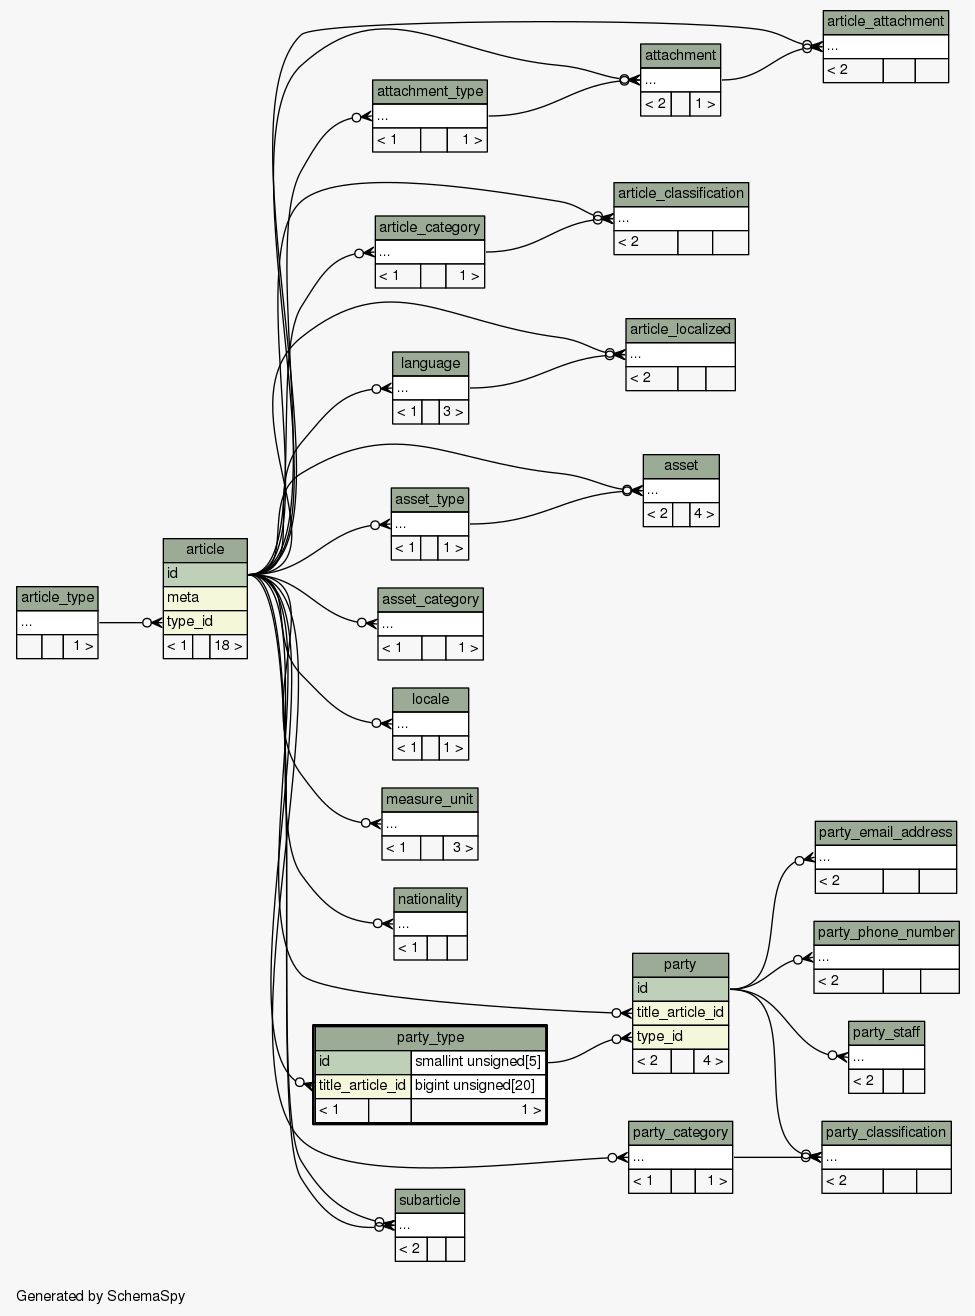 article_attachment
...
< 2
attachment
...
< 2 1 >
attachment_type
...
< 1 1 >
article_classification
...
< 2
article_category
...
< 1 1 >
article_localized
...
< 2
language
...
< 1 3 >
asset
...
< 2 4 >
asset_type
...
< 1 1 >
article
id
meta
type_id
< 1 18 >
article_type
...
1 >
asset_category
...
< 1 1 >
locale
...
< 1 1 >
measure_unit
...
< 1 3 >
nationality
...
< 1
party_email_address
...
< 2
party_phone_number
...
< 2
party
id
title_article_id
type_id
< 2 4 >
party_type
id smallint unsigned[5]
title_article_id bigint unsigned[20]
< 1 1 >
party_staff
...
< 2
party_category
...
< 1 1 >
party_classification
...
< 2
subarticle
...
< 2
Generated by SchemaSpy